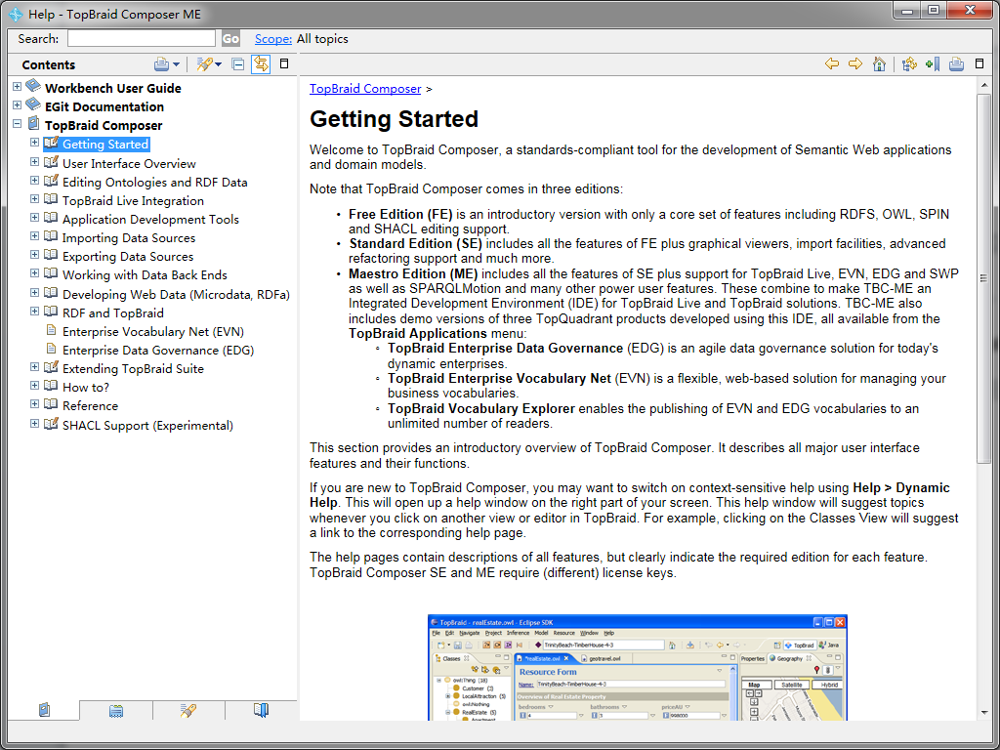 Help - TopBraid Composer ME
Search:
Go
Scope: All topics
Contents
Workbench User Guide
EGit Documentation
TopBraid Composer
Getting Started
User Interface Overview
Editing Ontologies and RDF Data
TopBraid Live Integration
Application Development Tools
Importing Data Sources
Exporting Data Sources
Working with Data Back Ends
Developing Web Data (Microdata, RDFa)
RDF and TopBraid
Enterprise Vocabulary Net (EVN)
Enterprise Data Governance (EDG)
Extending TopBraid Suite
How to?
Reference
SHACL Support (Experimental)
TopBraid Composer >
Getting Started
Welcome to TopBraid Composer, a standards-compliant tool for the development of Semantic Web applications
and domain models.
Note that TopBraid Composer comes in three editions:
• Free Edition (FE) is an introductory version with only a core set of features including RDFS, OWL, SPIN
and SHACL editing support.
• Standard Edition (SE) includes all the features of FE plus graphical viewers, import facilities, advanced
refactoring support and much more.
• Maestro Edition (ME) includes all the features of SE plus support for TopBraid Live, EVN, EDG and SWP
as well as SPARQLMotion and many other power user features. These combine to make TBC-ME an
Integrated Development Environment (IDE) for TopBraid Live and TopBraid solutions. TBC-ME also
includes demo versions of three TopQuadrant products developed using this IDE, all available from the
TopBraid Applications menu:
◦ TopBraid Enterprise Data Governance (EDG) is an agile data governance solution for today's
dynamic enterprises.
◦ TopBraid Enterprise Vocabulary Net (EVN) is a flexible, web-based solution for managing your
business vocabularies.
◦ TopBraid Vocabulary Explorer enables the publishing of EVN and EDG vocabularies to an
unlimited number of readers.
This section provides an introductory overview of TopBraid Composer. It describes all major user interface
features and their functions.
If you are new to TopBraid Composer, you may want to switch on context-sensitive help using Help > Dynamic
Help. This will open up a help window on the right part of your screen. This help window will suggest topics
whenever you click on another view or editor in TopBraid. For example, clicking on the Classes View will suggest
a link to the corresponding help page.
The help pages contain descriptions of all features, but clearly indicate the required edition for each feature.
TopBraid Composer SE and ME require (different) license keys.
TopBraid - realEstate.owl - Eclipse SDK
File Edit Navigate Project Inference Model Resource Window Help
TrinityBeach-TimberHouse-4-3
TopBraid Java
Classes
*realEstate.owl
geotravel.owl
Properties
Geography
owl:Thing (18)
Customer (3)
LocalAttraction (5)
owl:Nothing
RealEstate (5)
Apartment
Resource Form
Name: TrinityBeach-TimberHouse-4-3
Overview of Real Estate Property
bedrooms
bathrooms
priceAU
4
3
998000
Map
Satellite
Hybrid